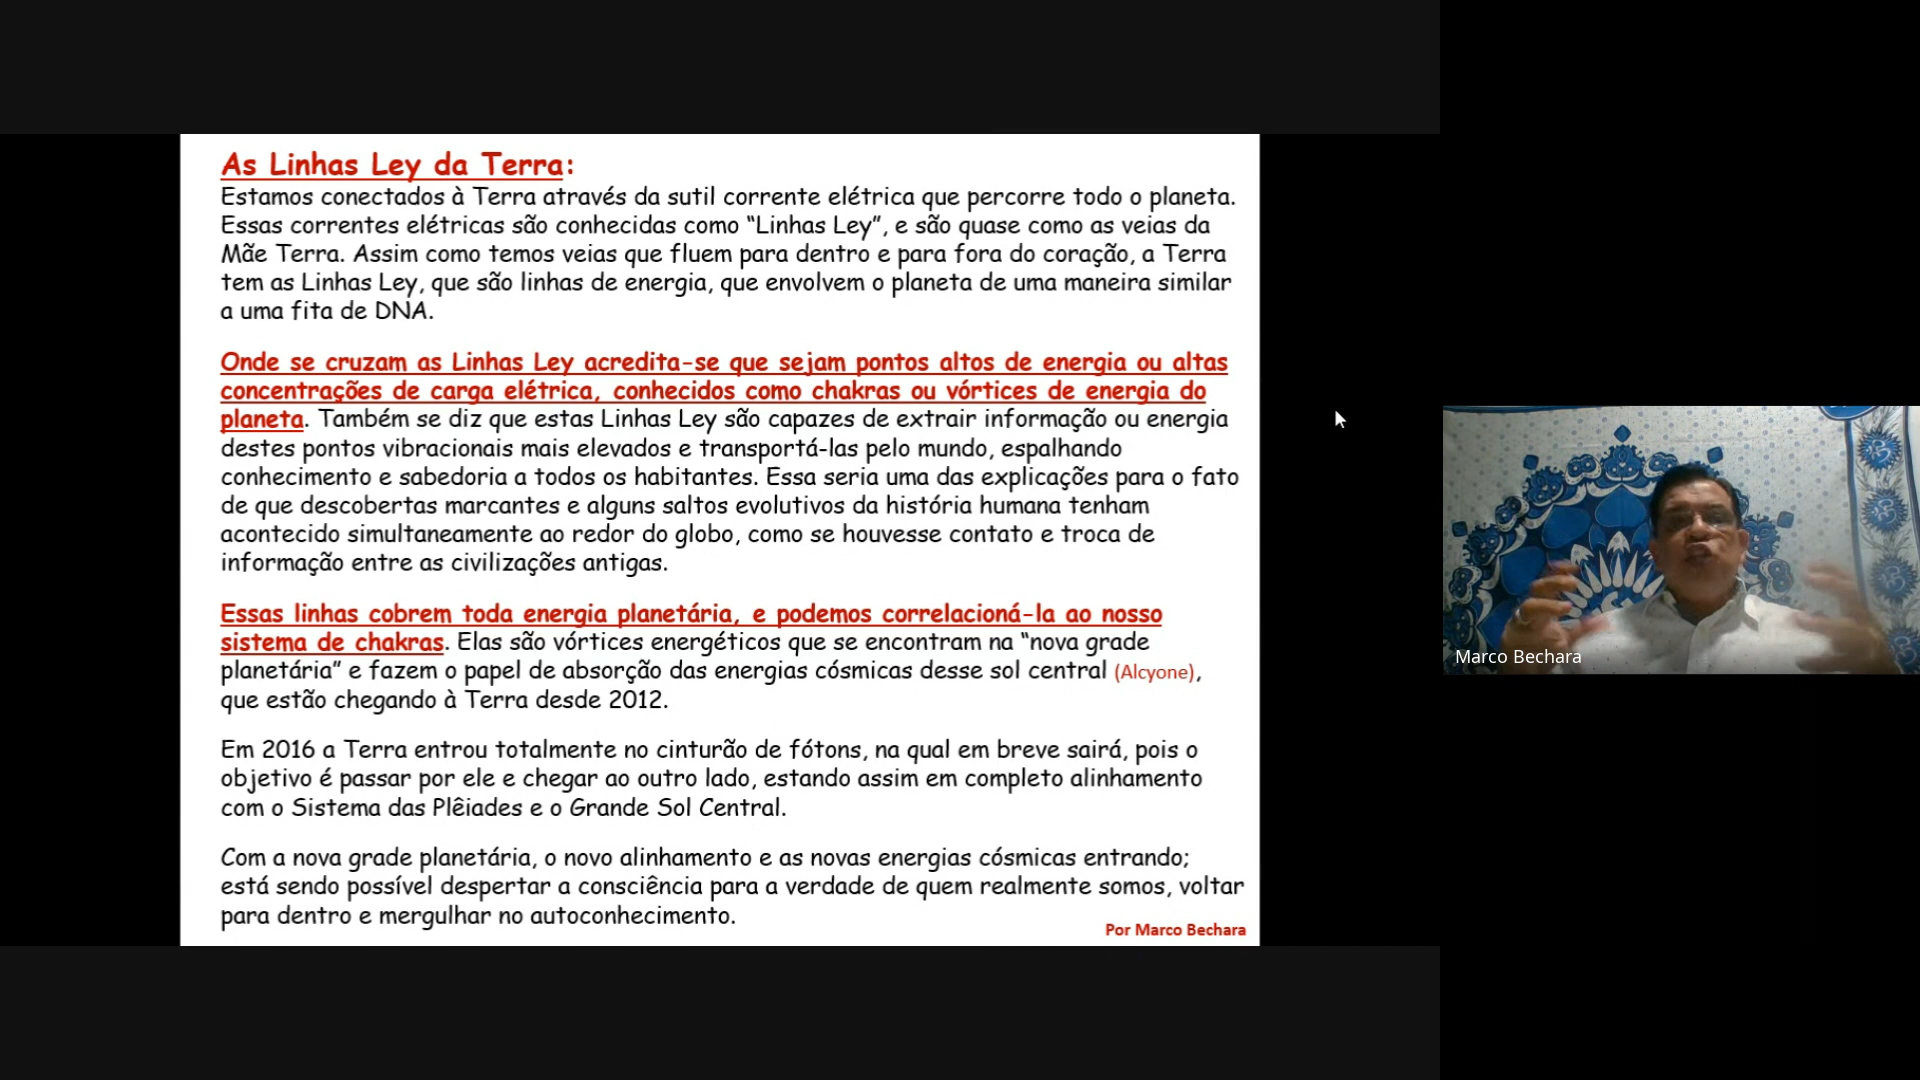 As Linhas Ley da Terra:
Estamos conectados à Terra através da sutil corrente elétrica que percorre todo o planeta.
Essas correntes elétricas são conhecidas como “Linhas Ley”, e são quase como as veias da
Mãe Terra. Assim como temos veias que fluem para dentro e para fora do coração, a Terra
tem as Linhas Ley, que são linhas de energia, que envolvem o planeta de uma maneira similar
a uma fita de DNA.
Onde se cruzam as Linhas Ley acredita-se que sejam pontos altos de energia ou altas
concentrações de carga elétrica, conhecidos como chakras ou vórtices de energia do
planeta. Também se diz que estas Linhas Ley são capazes de extrair informação ou energia
destes pontos vibracionais mais elevados e transportá-las pelo mundo, espalhando
conhecimento e sabedoria a todos os habitantes. Essa seria uma das explicações para o fato
de que descobertas marcantes e alguns saltos evolutivos da história humana tenham
acontecido simultaneamente ao redor do globo, como se houvesse contato e troca de
informação entre as civilizações antigas.
Essas linhas cobrem toda energia planetária, e podemos correlacioná-la ao nosso
sistema de chakras. Elas são vórtices energéticos que se encontram na “nova grade
planetária” e fazem o papel de absorção das energias cósmicas desse sol central (Alcyone),
que estão chegando à Terra desde 2012.
Em 2016 a Terra entrou totalmente no cinturão de fótons, na qual em breve sairá, pois o
objetivo é passar por ele e chegar ao outro lado, estando assim em completo alinhamento
com o Sistema das Plêiades e o Grande Sol Central.
Com a nova grade planetária, o novo alinhamento e as novas energias cósmicas entrando;
está sendo possível despertar a consciência para a verdade de quem realmente somos, voltar
para dentro e mergulhar no autoconhecimento.
Por Marco Bechara
Marco Bechara